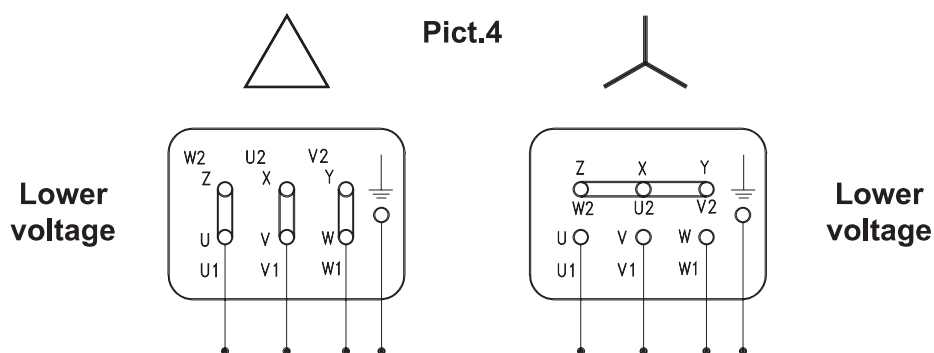 Pict.4
Lower
voltage
W2 U2 V2
Z X Y
U V W
U1 V1 W1
Z X Y
W2 U2 V2
U V W
U1 V1 W1
Lower
voltage